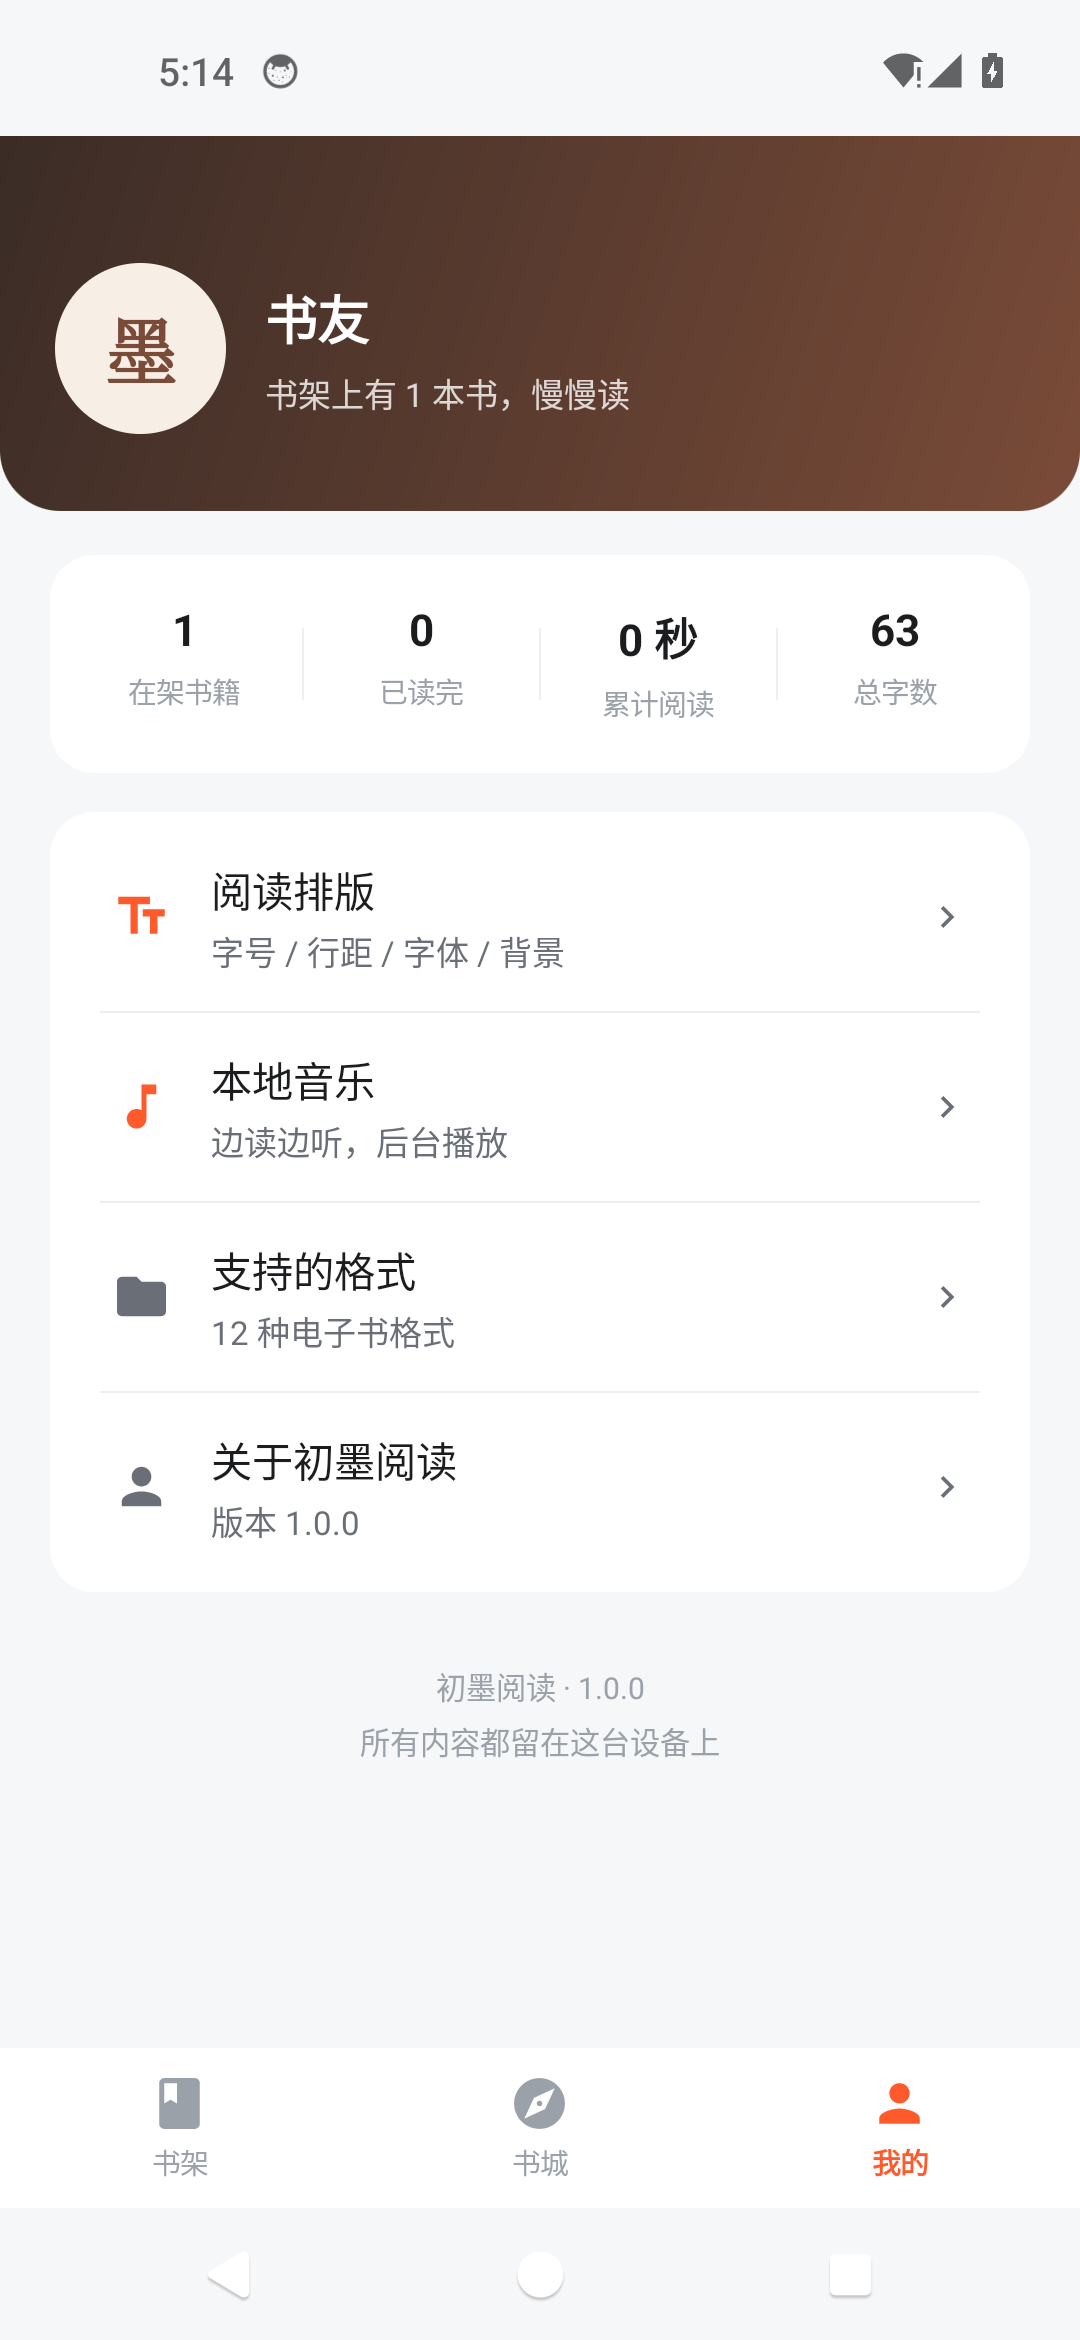 5:14
墨
书友
书架上有 1 本书，慢慢读
1
在架书籍
0
已读完
0 秒
累计阅读
63
总字数
阅读排版
字号 / 行距 / 字体 / 背景
本地音乐
边读边听，后台播放
支持的格式
12 种电子书格式
关于初墨阅读
版本 1.0.0
初墨阅读 · 1.0.0
所有内容都留在这台设备上
书架
书城
我的